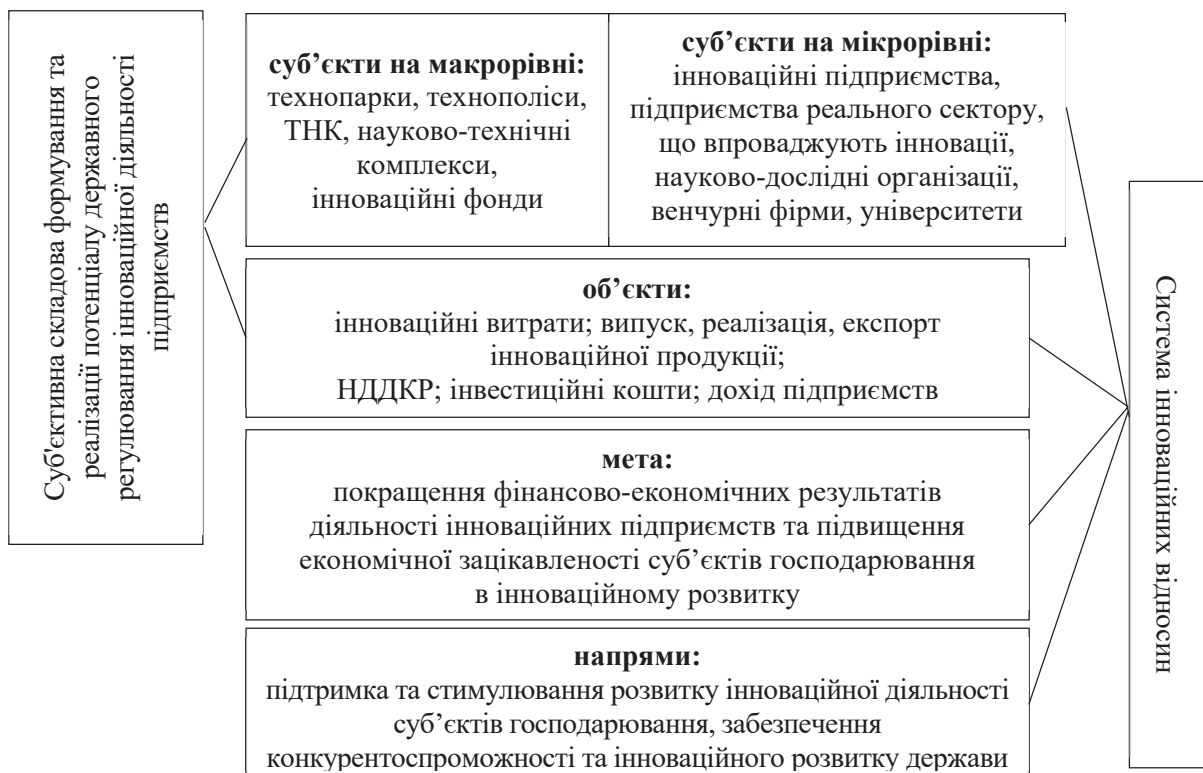 Суб'єктивна складова формування та
реалізації потенціалу державного
регулювання інноваційної діяльності
підприємств
суб’єкти на макрорівні:
технопарки, технополіси,
ТНК, науково-технічні
комплекси,
інноваційні фонди
суб’єкти на мікрорівні:
інноваційні підприємства,
підприємства реального сектору,
що впроваджують інновації,
науково-дослідні організації,
венчурні фірми, університети
об’єкти:
інноваційні витрати; випуск, реалізація, експорт
інноваційної продукції;
НДДКР; інвестиційні кошти; дохід підприємств
мета:
покращення фінансово-економічних результатів
діяльності інноваційних підприємств та підвищення
економічної зацікавленості суб’єктів господарювання
в інноваційному розвитку
напрями:
підтримка та стимулювання розвитку інноваційної діяльності
суб’єктів господарювання, забезпечення
конкурентоспроможності та інноваційного розвитку держави
Система інноваційних відносин